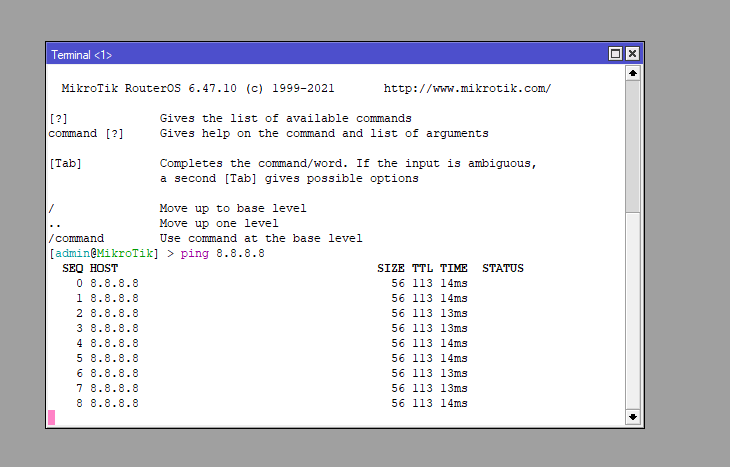 Terminal <1>
MikroTik RouterOS 6.47.10 (c) 1999-2021       http://www.mikrotik.com/
[?]             Gives the list of available commands
command [?]     Gives help on the command and list of arguments
[Tab]           Completes the command/word. If the input is ambiguous,
                a second [Tab] gives possible options
/               Move up to base level
..              Move up one level
/command        Use command at the base level
[admin@MikroTik] > ping 8.8.8.8
  SEQ HOST                                     SIZE TTL TIME  STATUS
    0 8.8.8.8                                    56 113 14ms
    1 8.8.8.8                                    56 113 14ms
    2 8.8.8.8                                    56 113 13ms
    3 8.8.8.8                                    56 113 13ms
    4 8.8.8.8                                    56 113 14ms
    5 8.8.8.8                                    56 113 14ms
    6 8.8.8.8                                    56 113 13ms
    7 8.8.8.8                                    56 113 13ms
    8 8.8.8.8                                    56 113 14ms